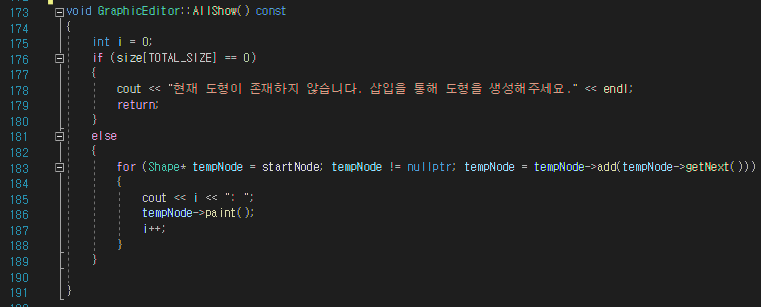 173 void GraphicEditor::AllShow() const
174 {
175 int i = 0;
176 if (size[TOTAL_SIZE] == 0)
177 {
178 cout << "현재 도형이 존재하지 않습니다. 삽입을 통해 도형을 생성해주세요." << endl;
179 return;
180 }
181 else
182 {
183 for (Shape* tempNode = startNode; tempNode != nullptr; tempNode = tempNode->add(tempNode->getNext()))
184 {
185 cout << i << ": ";
186 tempNode->paint();
187 i++;
188 }
189 }
190
191 }